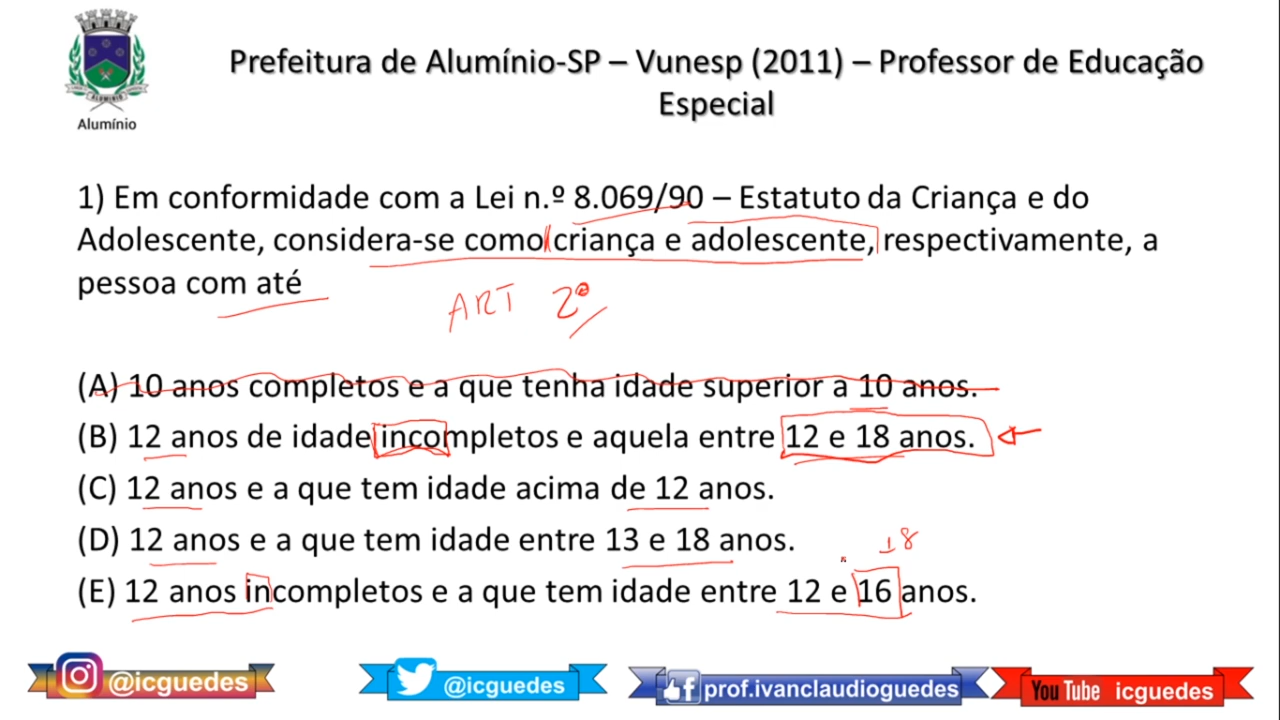 Prefeitura de Alumínio-SP – Vunesp (2011) – Professor de Educação
Especial
ALUMÍNIO
Alumínio
1) Em conformidade com a Lei n.º 8.069/90 – Estatuto da Criança e do
Adolescente, considera-se como criança e adolescente, respectivamente, a
pessoa com até
ART 2º
(A) 10 anos completos e a que tenha idade superior a 10 anos.
(B) 12 anos de idade incompletos e aquela entre 12 e 18 anos.
(C) 12 anos e a que tem idade acima de 12 anos.
(D) 12 anos e a que tem idade entre 13 e 18 anos.
18
(E) 12 anos incompletos e a que tem idade entre 12 e 16 anos.
@icguedes
@icguedes
f prof.ivanclaudioguedes
YouTube icguedes